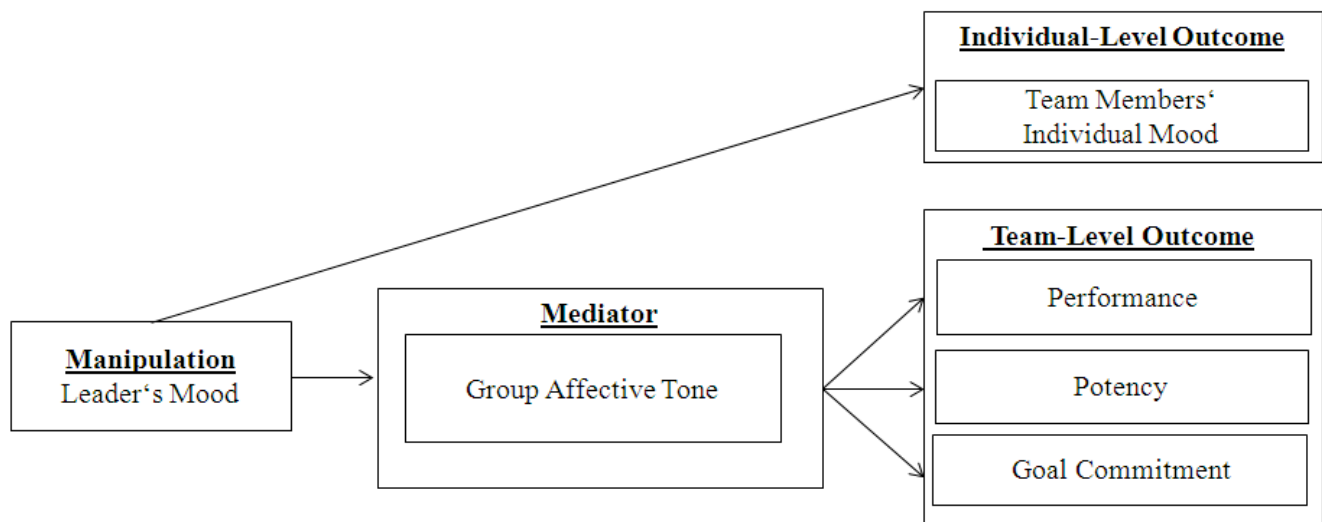 Individual-Level Outcome
Team Members‘
Individual Mood
Team-Level Outcome
Performance
Mediator
Manipulation
Leader‘s Mood
Group Affective Tone
Potency
Goal Commitment